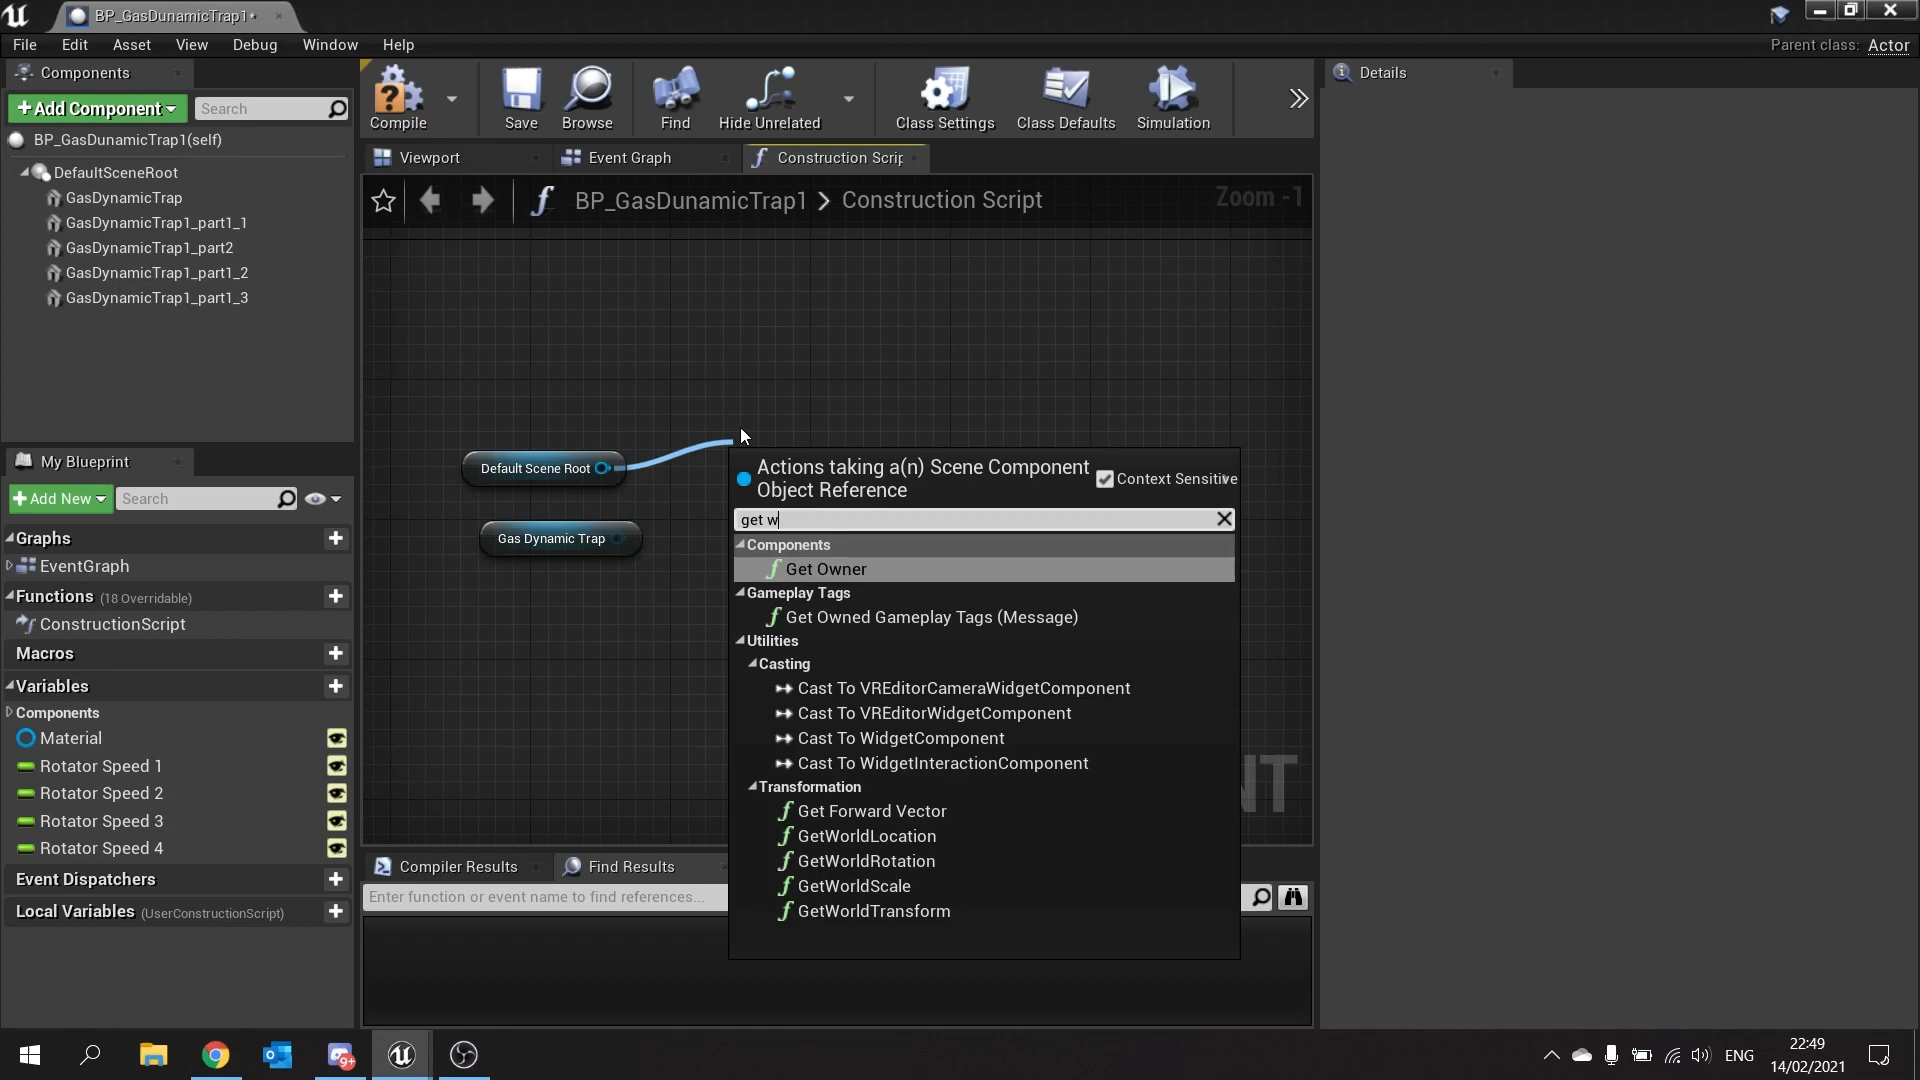 BP_GasDunamicTrap1*
File Edit Asset View Debug Window Help
Parent class: Actor
Components
+ Add Component
Search
BP_GasDunamicTrap1(self)
DefaultSceneRoot
GasDynamicTrap
GasDynamicTrap1_part1_1
GasDynamicTrap1_part2
GasDynamicTrap1_part1_2
GasDynamicTrap1_part1_3
My Blueprint
+ Add New
Search
Graphs
EventGraph
Functions (18 Overridable)
ConstructionScript
Macros
Variables
Components
Material
Rotator Speed 1
Rotator Speed 2
Rotator Speed 3
Rotator Speed 4
Event Dispatchers
Local Variables (UserConstructionScript)
Compile
Save
Browse
Find
Hide Unrelated
Class Settings
Class Defaults
Simulation
Viewport
Event Graph
Construction Scrip
BP_GasDunamicTrap1 > Construction Script
Zoom -1
Default Scene Root
Gas Dynamic Trap
Actions taking a(n) Scene Component
Object Reference
Context Sensitive
get w
Components
Get Owner
Gameplay Tags
Get Owned Gameplay Tags (Message)
Utilities
Casting
Cast To VREditorCameraWidgetComponent
Cast To VREditorWidgetComponent
Cast To WidgetComponent
Cast To WidgetInteractionComponent
Transformation
Get Forward Vector
GetWorldLocation
GetWorldRotation
GetWorldScale
GetWorldTransform
Compiler Results
Find Results
Enter function or event name to find references...
Details
9+
ENG
22:49
14/02/2021